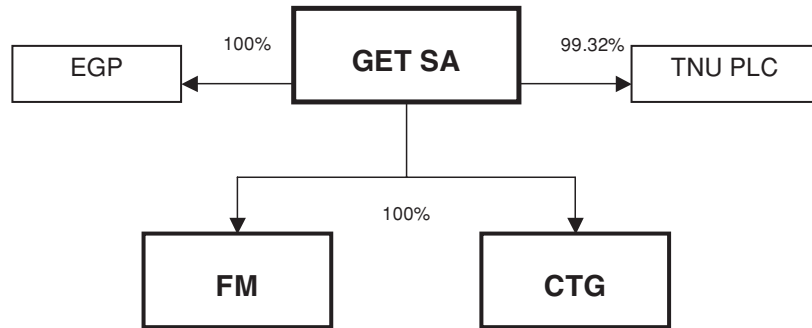 100%
GET SA
99.32%
EGP
TNU PLC
100%
FM
CTG